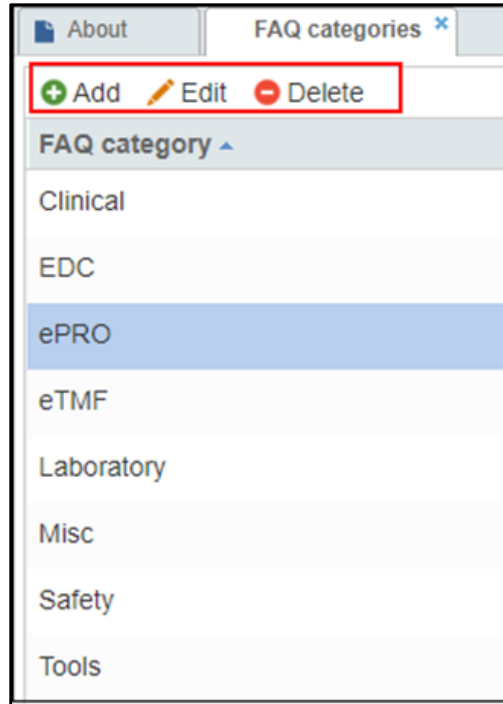 About FAQ categories
Add Edit Delete
FAQ category
Clinical
EDC
ePRO
eTMF
Laboratory
Misc
Safety
Tools